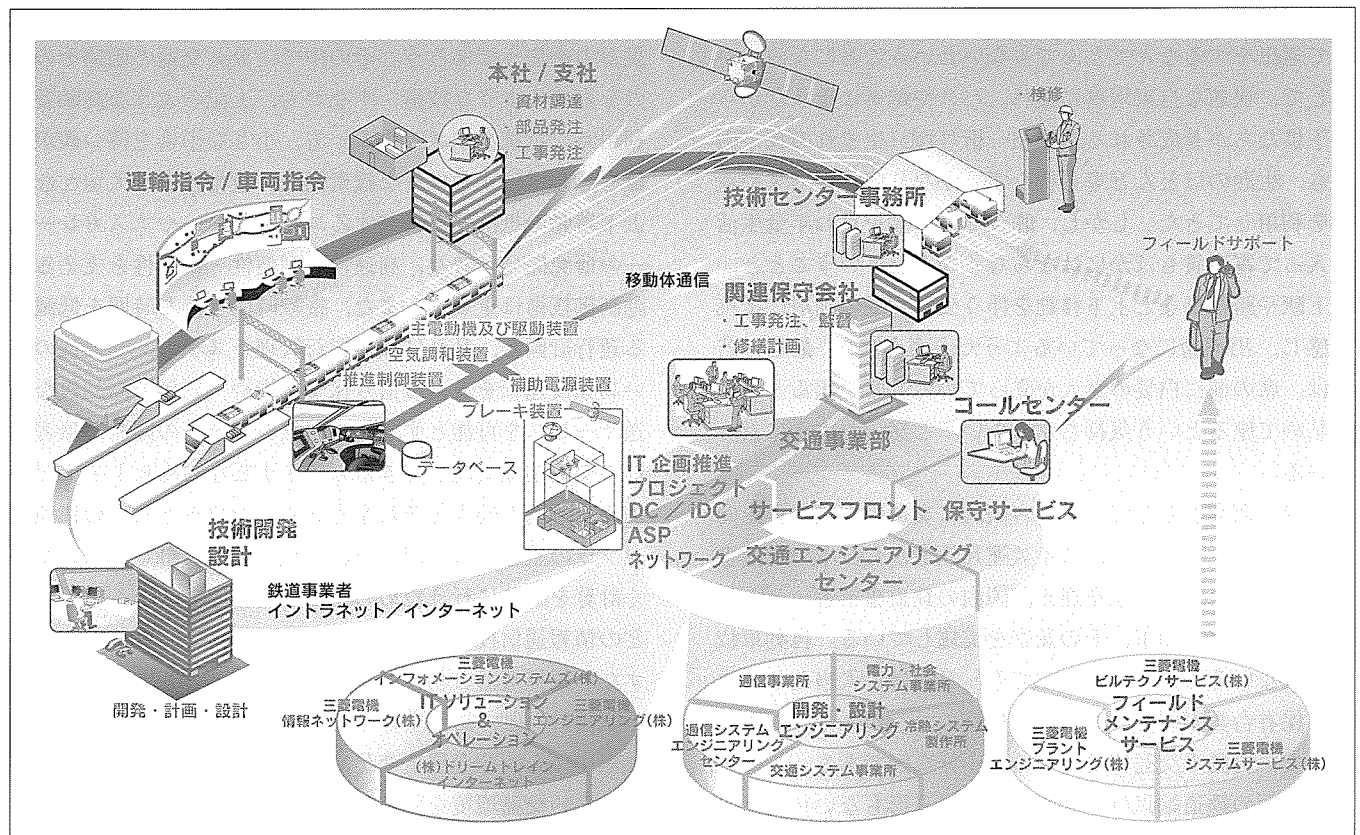 本社 / 支社
・資材調達
・部品発注
工事発注
・検修
運輸指令 / 車両指令
技術センター事務所
フィールドサポート
移動体通信
関連保守会社
・工事発注、監督
・修繕計画
主電動機及び駆動装置
空気調和装置
推進制御装置
補助電源装置
ブレーキ装置
コールセンター
交通事業部
データベース
IT 企画推進
プロジェクト
DC / iDC
ASP
ネットワーク
サービスフロント
保守サービス
交通エンジニアリング
センター
技術開発
設計
鉄道事業者
イントラネット/インターネット
開発・計画・設計
三菱電機
インフォメーションシステムズ(株)
三菱電機
情報ネットワーク(株)
ITソリューション
&
オペレーション
三菱電機
エンジニアリング(株)
(株)ドリームトレイン
インターネット
通信事業所
電力・社会
システム事業所
開発・設計
エンジニアリング
冷熱システム
製作所
通信システム
エンジニアリング
センター
交通システム事業所
三菱電機
ビルテクノサービス(株)
フィールド
メンテナンス
サービス
三菱電機
プラント
エンジニアリング(株)
三菱電機
システムサービス(株)